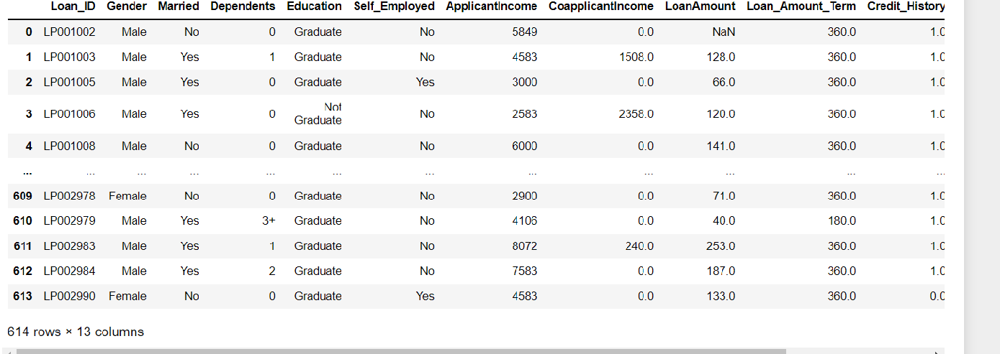 Loan_ID Gender Married Dependents Education Self_Employed ApplicantIncome CoapplicantIncome LoanAmount Loan_Amount_Term Credit_History
0 LP001002 Male No 0 Graduate No 5849 0.0 NaN 360.0 1.0
1 LP001003 Male Yes 1 Graduate No 4583 1508.0 128.0 360.0 1.0
2 LP001005 Male Yes 0 Graduate Yes 3000 0.0 66.0 360.0 1.0
3 LP001006 Male Yes 0 Not Graduate No 2583 2358.0 120.0 360.0 1.0
4 LP001008 Male No 0 Graduate No 6000 0.0 141.0 360.0 1.0
... ... ... ... ... ... ... ... ... ... ... ...
609 LP002978 Female No 0 Graduate No 2900 0.0 71.0 360.0 1.0
610 LP002979 Male Yes 3+ Graduate No 4106 0.0 40.0 180.0 1.0
611 LP002983 Male Yes 1 Graduate No 8072 240.0 253.0 360.0 1.0
612 LP002984 Male Yes 2 Graduate No 7583 0.0 187.0 360.0 1.0
613 LP002990 Female No 0 Graduate Yes 4583 0.0 133.0 360.0 0.0
614 rows × 13 columns